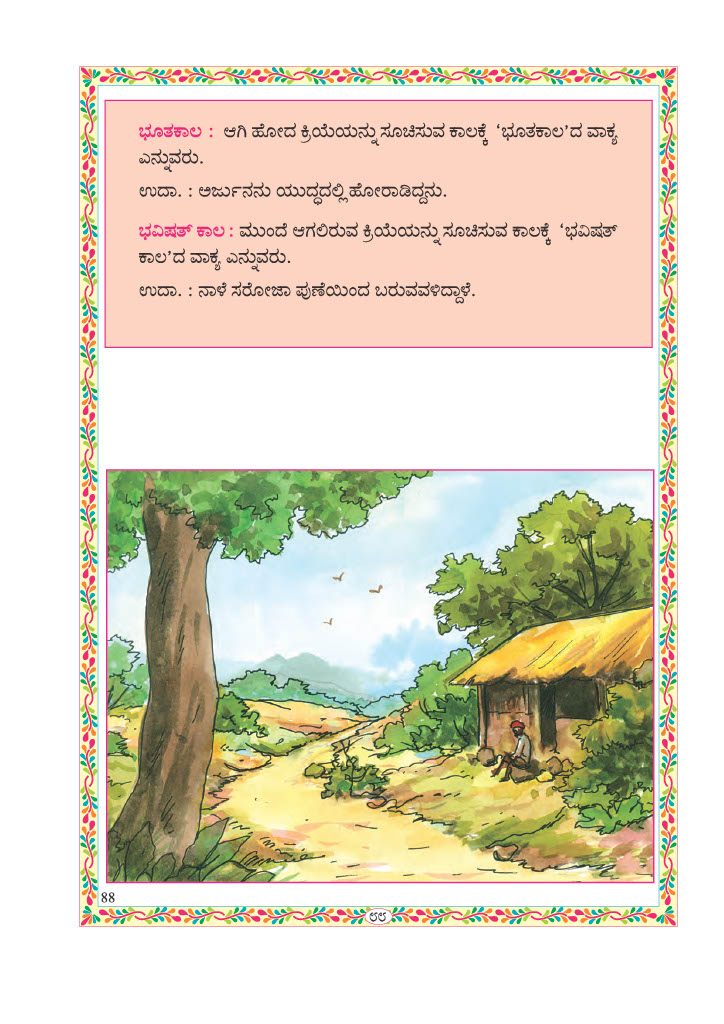 ಭೂತಕಾಲ : ಆಗಿ ಹೋದ ಕ್ರಿಯೆಯನ್ನು ಸೂಚಿಸುವ ಕಾಲಕ್ಕೆ ‘ಭೂತಕಾಲ’ದ ವಾಕ್ಯ
ಎನ್ನುವರು.
ಉದಾ. : ಅರ್ಜುನನು ಯುದ್ಧದಲ್ಲಿ ಹೋರಾಡಿದ್ದನು.
ಭವಿಷತ್ ಕಾಲ : ಮುಂದೆ ಆಗಲಿರುವ ಕ್ರಿಯೆಯನ್ನು ಸೂಚಿಸುವ ಕಾಲಕ್ಕೆ ‘ಭವಿಷತ್
ಕಾಲ’ದ ವಾಕ್ಯ ಎನ್ನುವರು.
ಉದಾ. : ನಾಳೆ ಸರೋಜಾ ಪುಣೆಯಿಂದ ಬರುವವಳಿದ್ದಾಳೆ.
88
೮೮